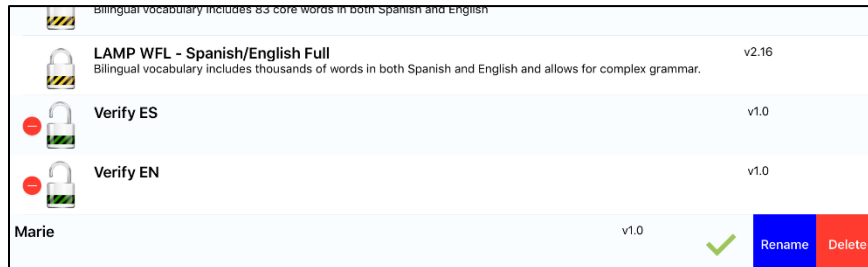 Bilingual vocabulary includes 83 core words in both Spanish and English
LAMP WFL - Spanish/English Full v2.16
Bilingual vocabulary includes thousands of words in both Spanish and English and allows for complex grammar.
Verify ES v1.0
Verify EN v1.0
Marie v1.0 Rename Delete